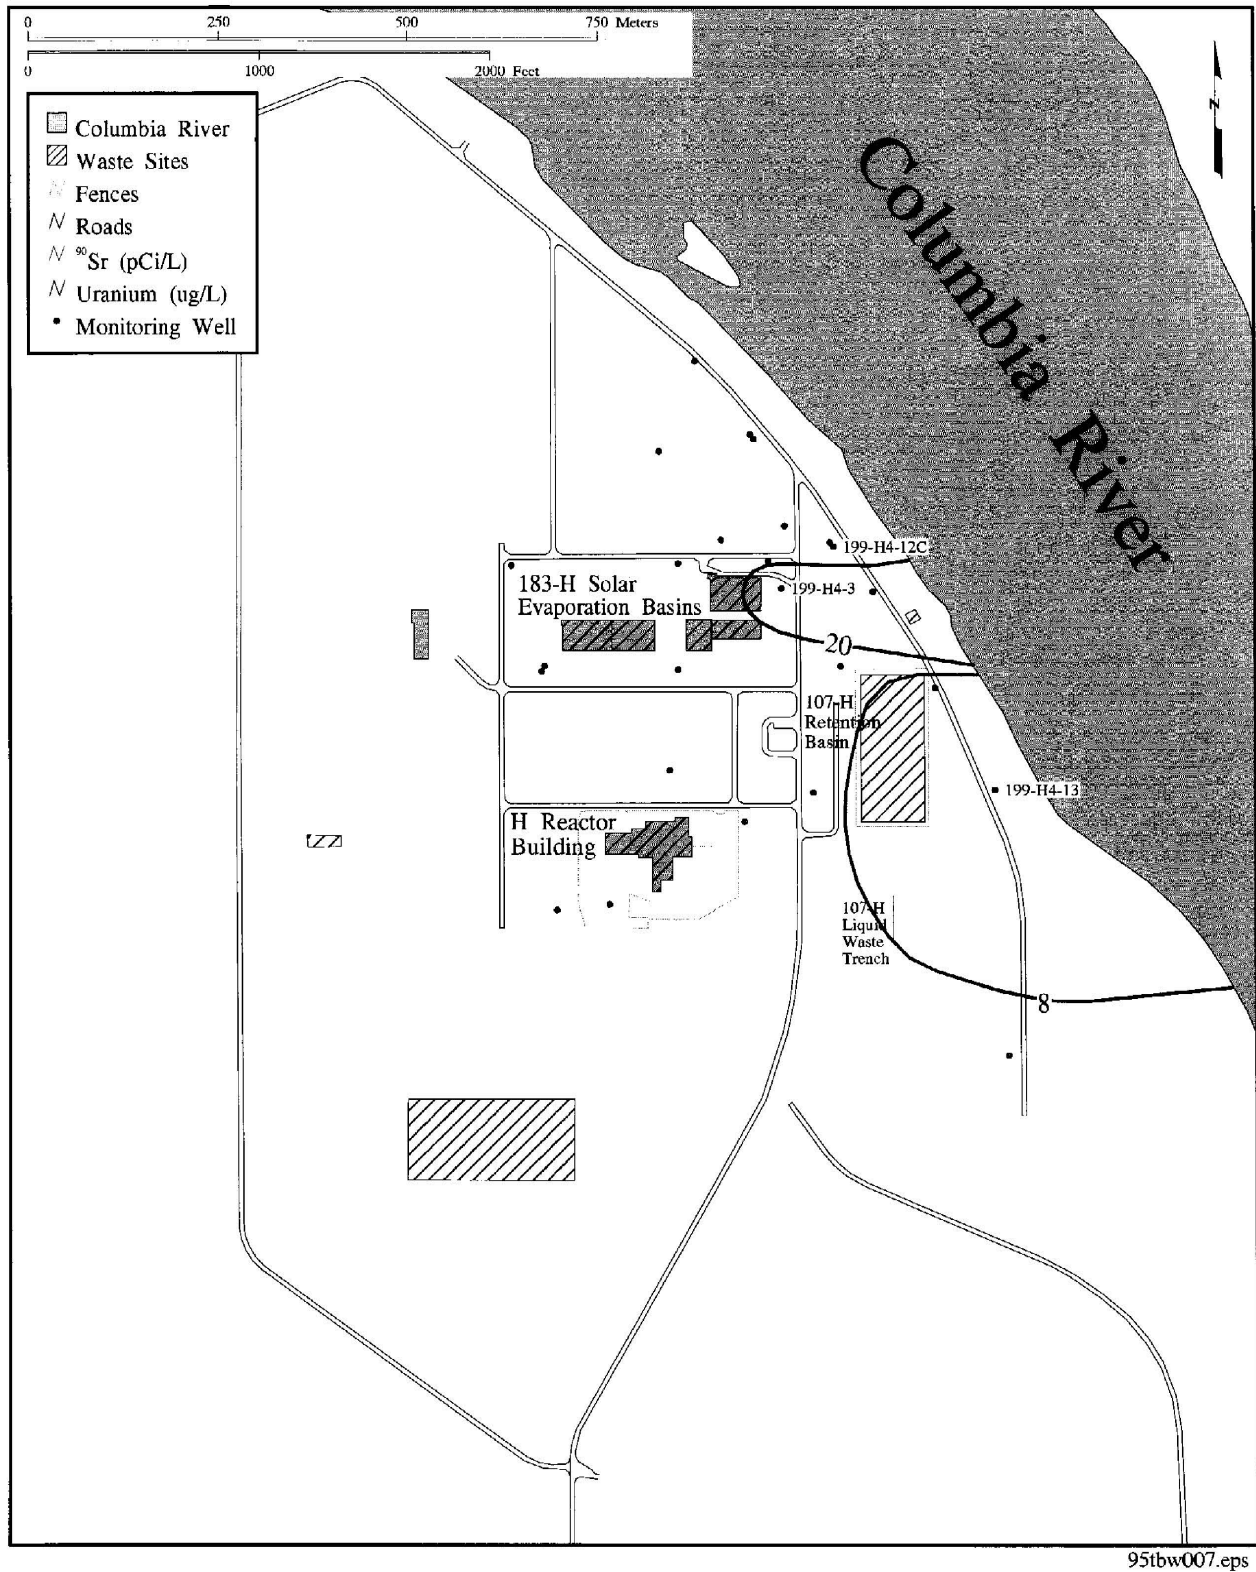 0 250 500 750 Meters
0 1000 2000 Feet
N
Columbia River
Waste Sites
Fences
Roads
⁹⁰Sr (pCi/L)
Uranium (ug/L)
Monitoring Well
Columbia River
199-H4-12C
183-H Solar
Evaporation Basins
199-H4-3
20
107-H
Retention
Basin
199-H4-13
H Reactor
Building
107-H
Liquid
Waste
Trench
8
95tbw007.eps